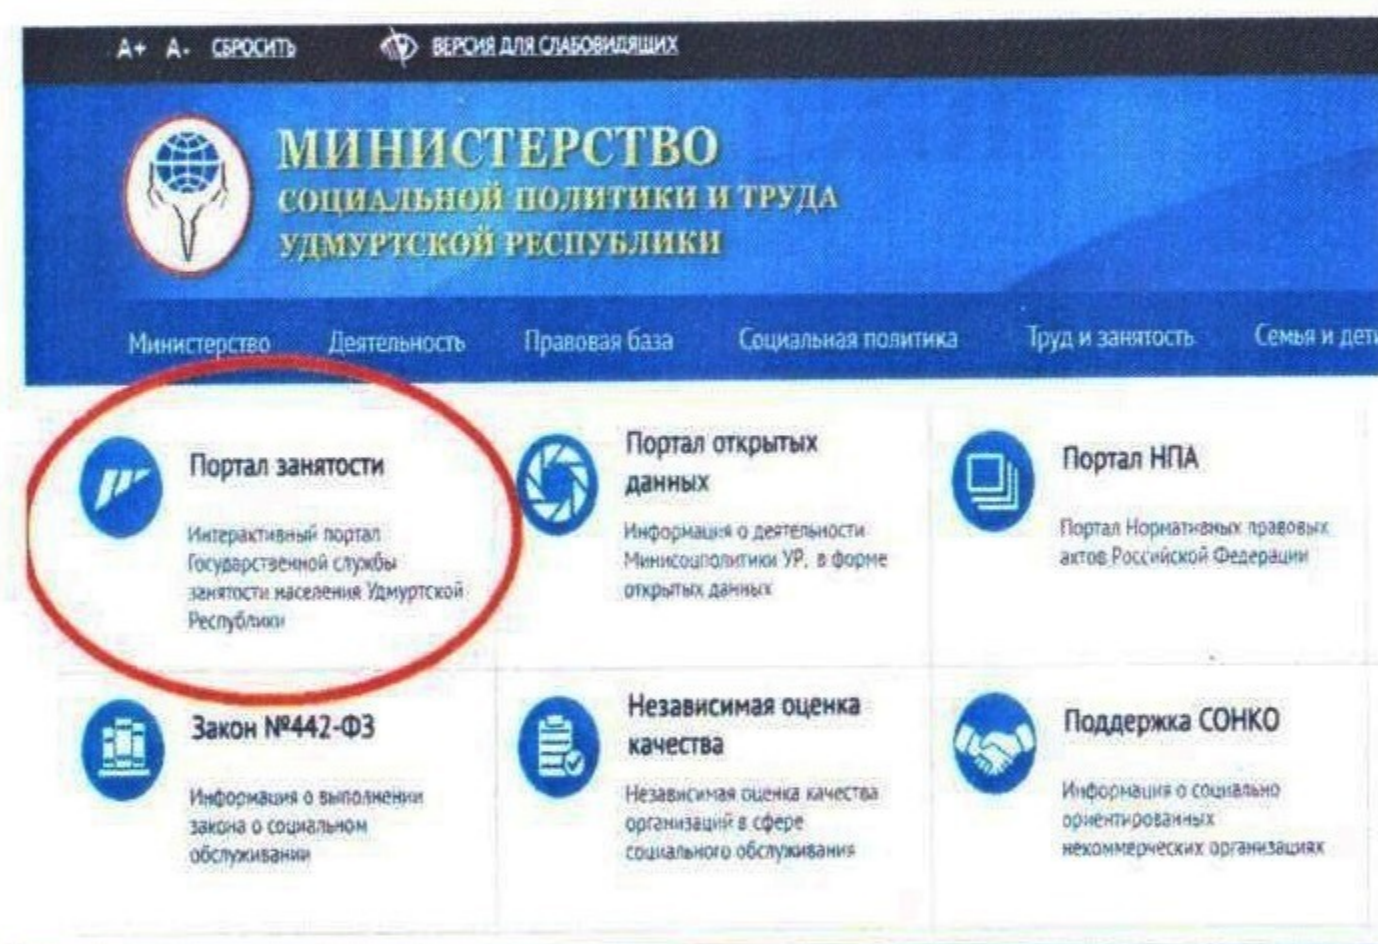 А+ А- СБРОСИТЬ ВЕРСИЯ ДЛЯ СЛАБОВИДЯЩИХ
МИНИСТЕРСТВО
СОЦИАЛЬНОЙ ПОЛИТИКИ И ТРУДА
УДМУРТСКОЙ РЕСПУБЛИКИ
Министерство Деятельность Правовая база Социальная политика Труд и занятость Семья и дети
Портал занятости
Интерактивный портал
Государственной службы
занятости населения Удмуртской
Республики
Портал открытых
данных
Информация о деятельности
Минсоцполитики УР, в форме
открытых данных
Портал НПА
Портал Нормативных правовых
актов Российской Федерации
Закон №442-ФЗ
Информация о выполнении
закона о социальном
обслуживании
Независимая оценка
качества
Независимая оценка качества
организаций в сфере
социального обслуживания
Поддержка СОНКО
Информация о социально
ориентированных
некоммерческих организациях